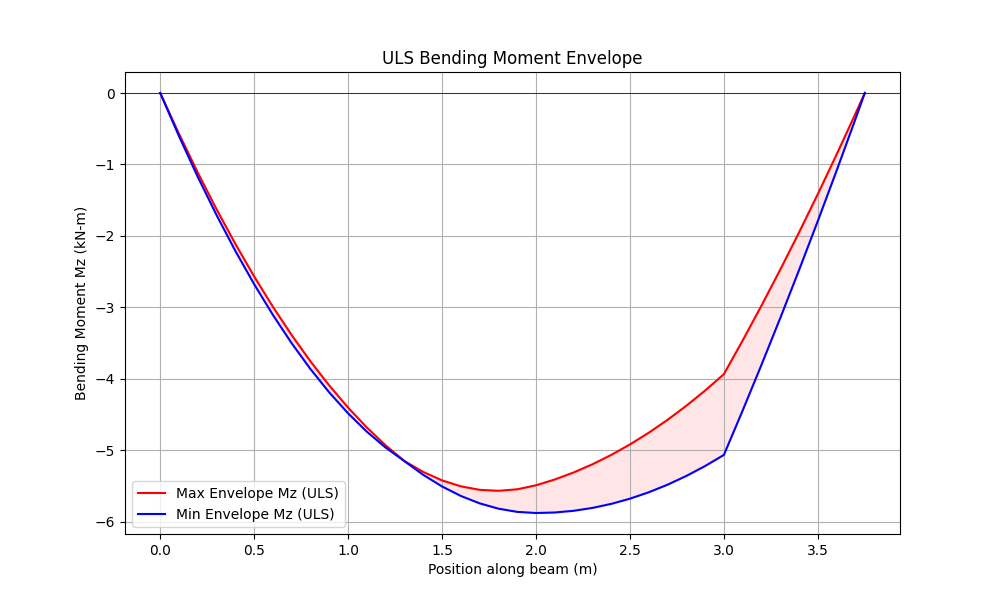 ULS Bending Moment Envelope
0
−1
−2
−3
−4
−5
−6
Bending Moment Mz (kN-m)
Max Envelope Mz (ULS)
Min Envelope Mz (ULS)
0.0 0.5 1.0 1.5 2.0 2.5 3.0 3.5
Position along beam (m)